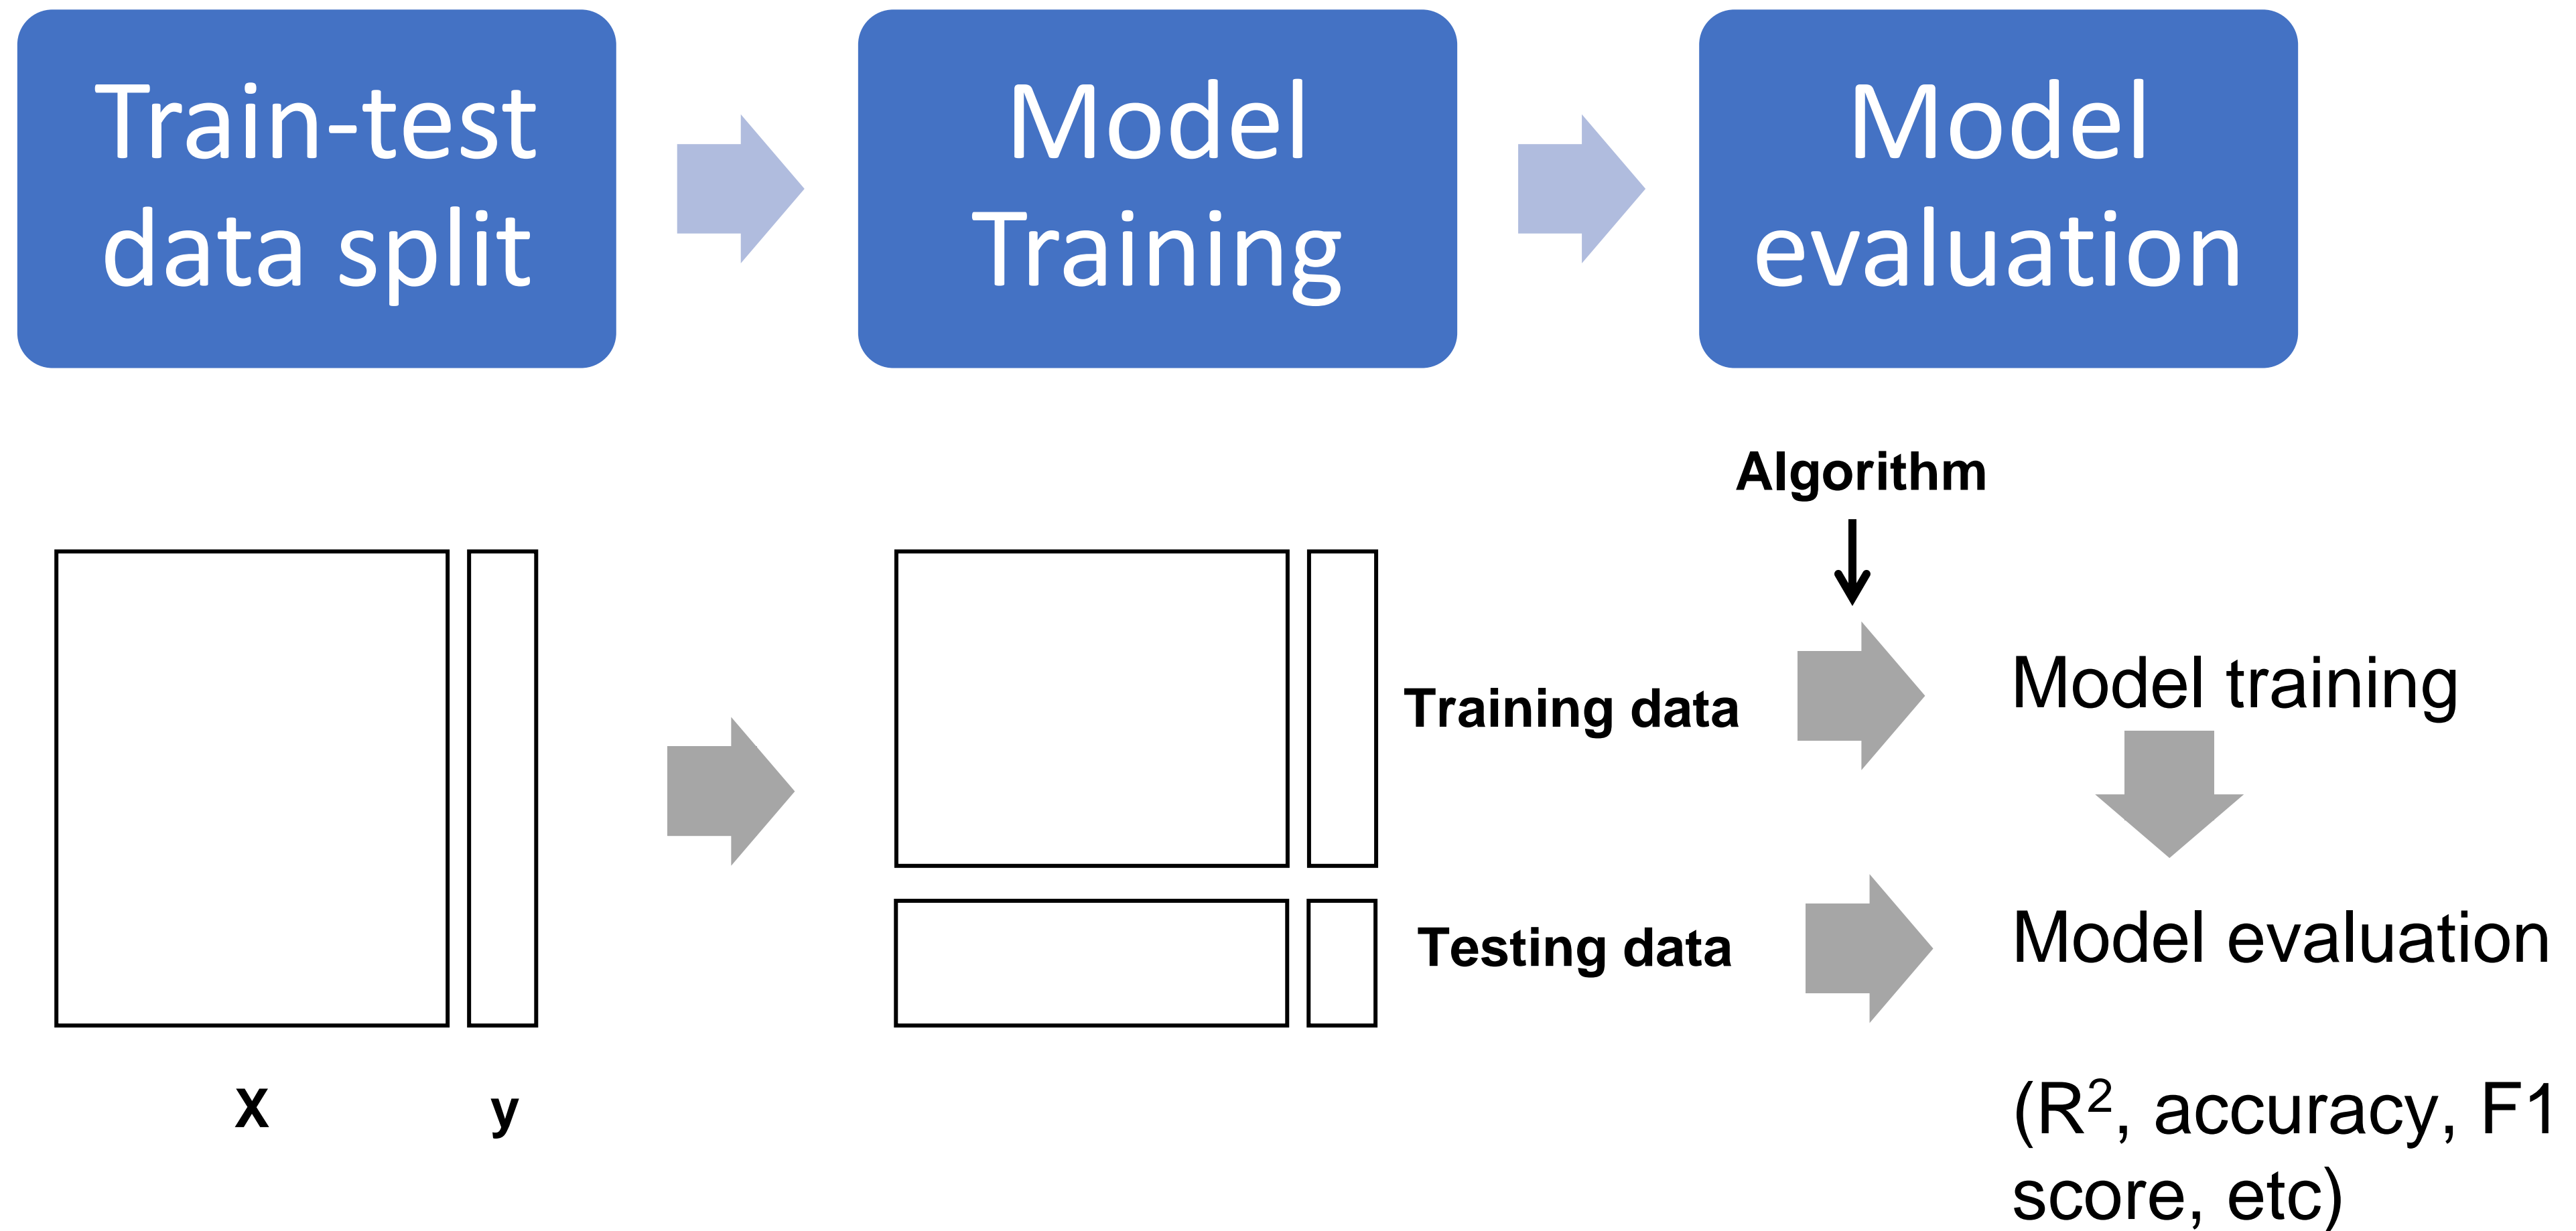 Train-test
data split
Model
Training
Model
evaluation
Algorithm
Training data
Model training
Testing data
Model evaluation
X
y
(R², accuracy, F1
score, etc)